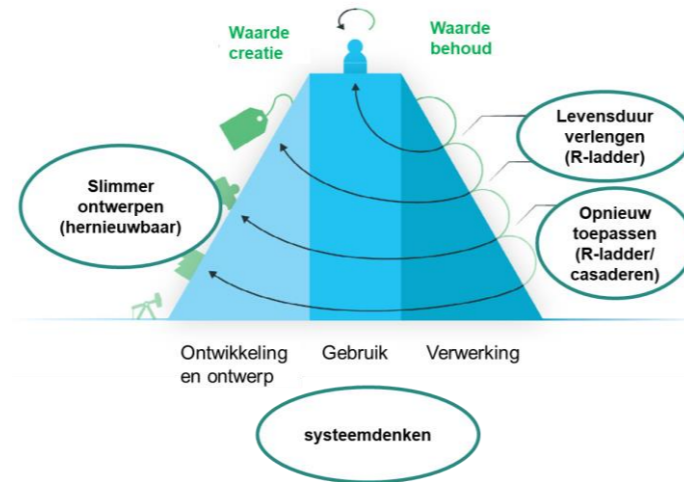 Waarde
creatie
Waarde
behoud
Levensduur
verlengen
(R-ladder)
Slimmer
ontwerpen
(hernieuwbaar)
Opnieuw
toepassen
(R-ladder/
casaderen)
Ontwikkeling
en ontwerp
Gebruik
Verwerking
systeemdenken